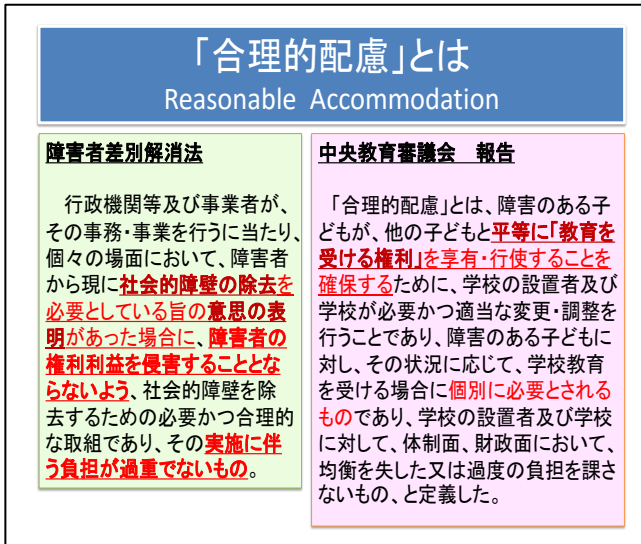 「合理的配慮」とは
Reasonable Accommodation
障害者差別解消法
行政機関等及び事業者が、
その事務・事業を行うに当たり、
個々の場面において、障害者
から現に社会的障壁の除去を
必要としている旨の意思の表
明があった場合に、障害者の
権利利益を侵害することとな
らないよう、社会的障壁を除
去するための必要かつ合理的
な取組であり、その実施に伴
う負担が過重でないもの。
中央教育審議会　報告
「合理的配慮」とは、障害のある子
どもが、他の子どもと平等に「教育を
受ける権利」を享有・行使することを
確保するために、学校の設置者及び
学校が必要かつ適当な変更・調整を
行うことであり、障害のある子どもに
対し、その状況に応じて、学校教育
を受ける場合に個別に必要とされる
ものであり、学校の設置者及び学校
に対して、体制面、財政面において、
均衡を失した又は過度の負担を課さ
ないもの、と定義した。